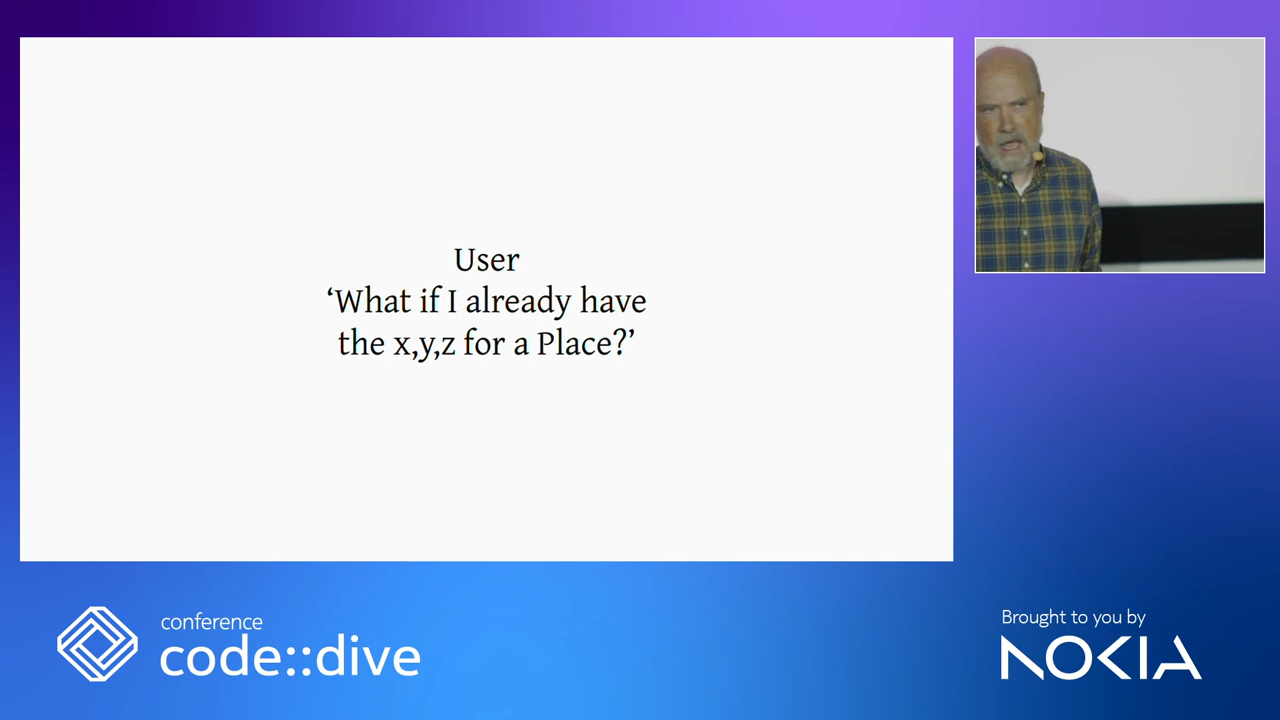 User
‘What if I already have
the x,y,z for a Place?’
conference
code::dive
Brought to you by
NOKIA